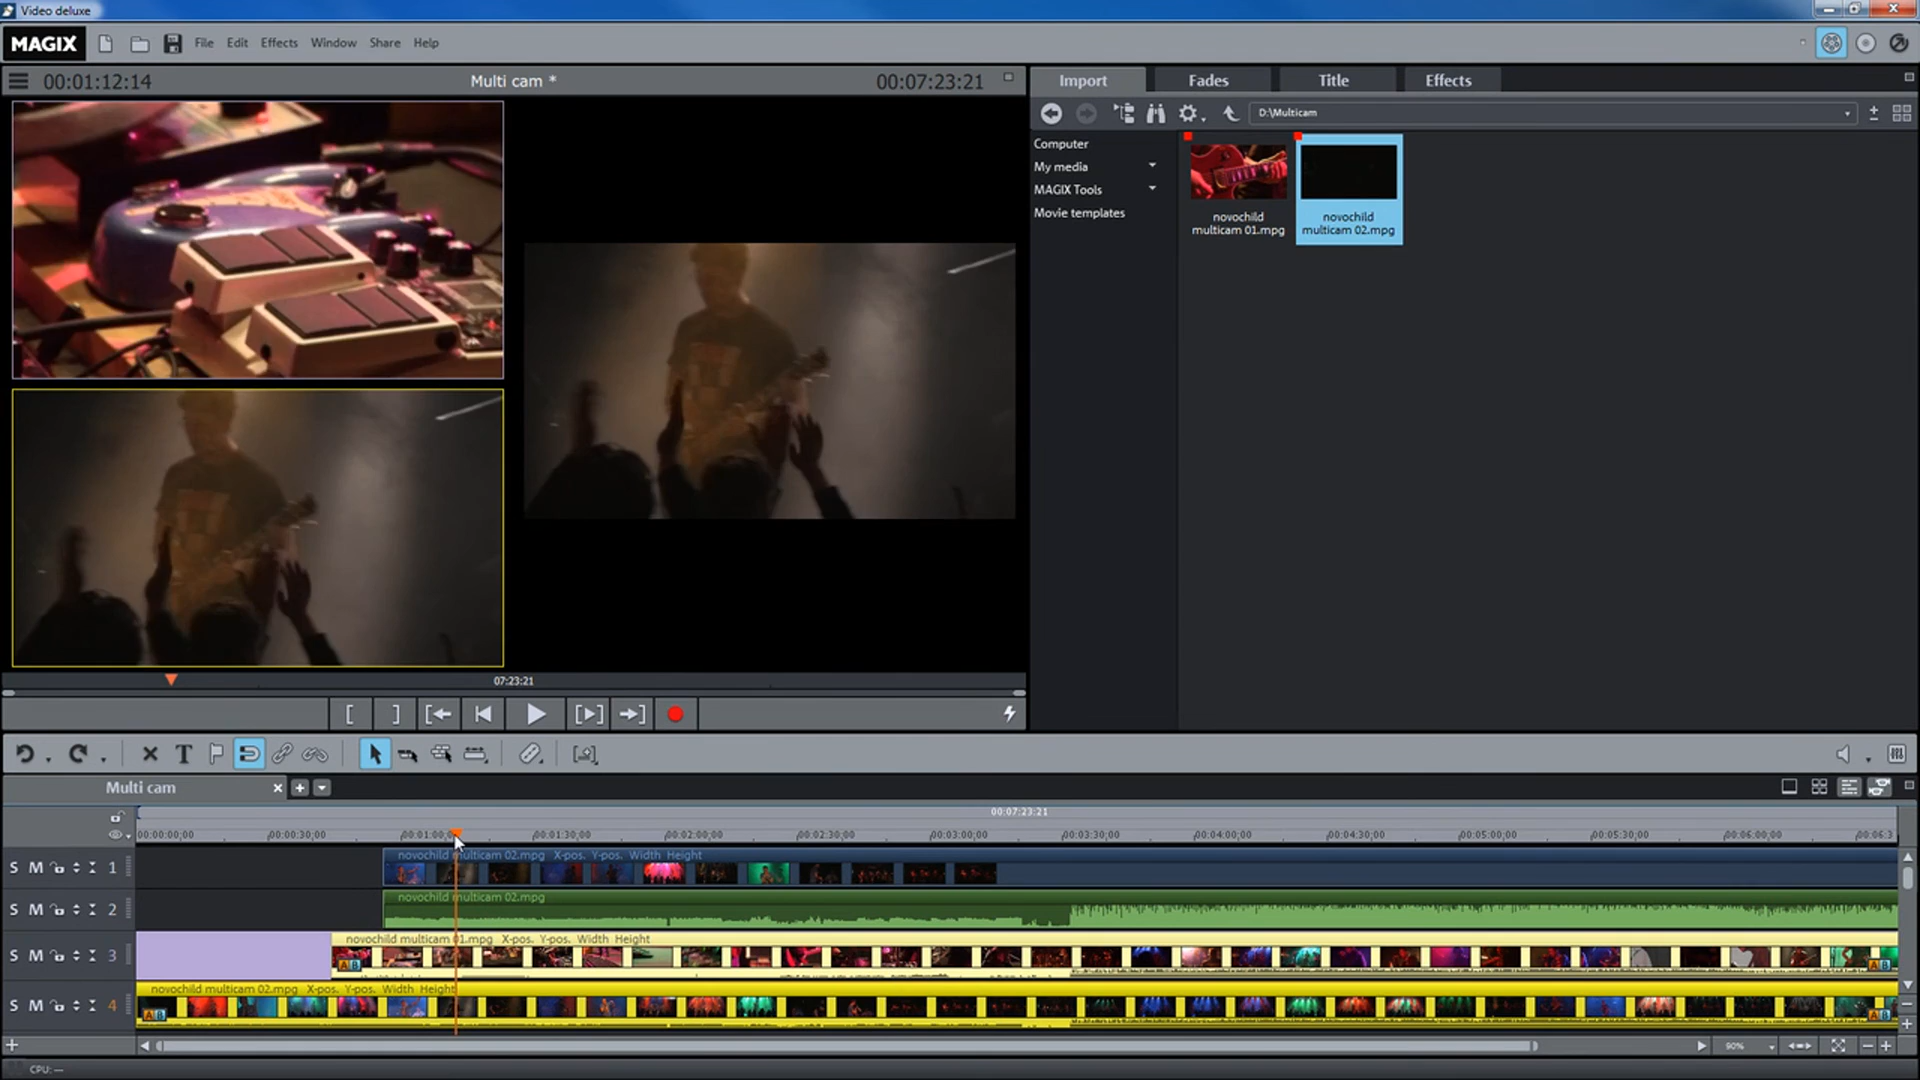 Video deluxe
MAGIX File Edit Effects Window Share Help
00:01:12:14 Multi cam * 00:07:23:21
Import Fades Title Effects
D:\Multicam
Computer
My media
MAGIX Tools
Movie templates
novochild
multicam 01.mpg
novochild
multicam 02.mpg
07:23:21
Multi cam
00:07:23:21
00:00:00;00 00:00:30;00 00:01:00;0 00:01:30;00 00:02:00;00 00:02:30;00 00:03:00;00 00:03:30;00 00:04:00;00 00:04:30;00 00:05:00;00 00:05:30;00 00:06:00;00 00:06:3
S M 1
novochild multicam 02.mpg X-pos. Y-pos. Width Height
S M 2
novochild multicam 02.mpg
S M 3
novochild multicam 01.mpg X-pos. Y-pos. Width Height
A B
A B
S M 4
novochild multicam 02.mpg X-pos. Y-pos. Width Height
A B
A B
90%
CPU: —